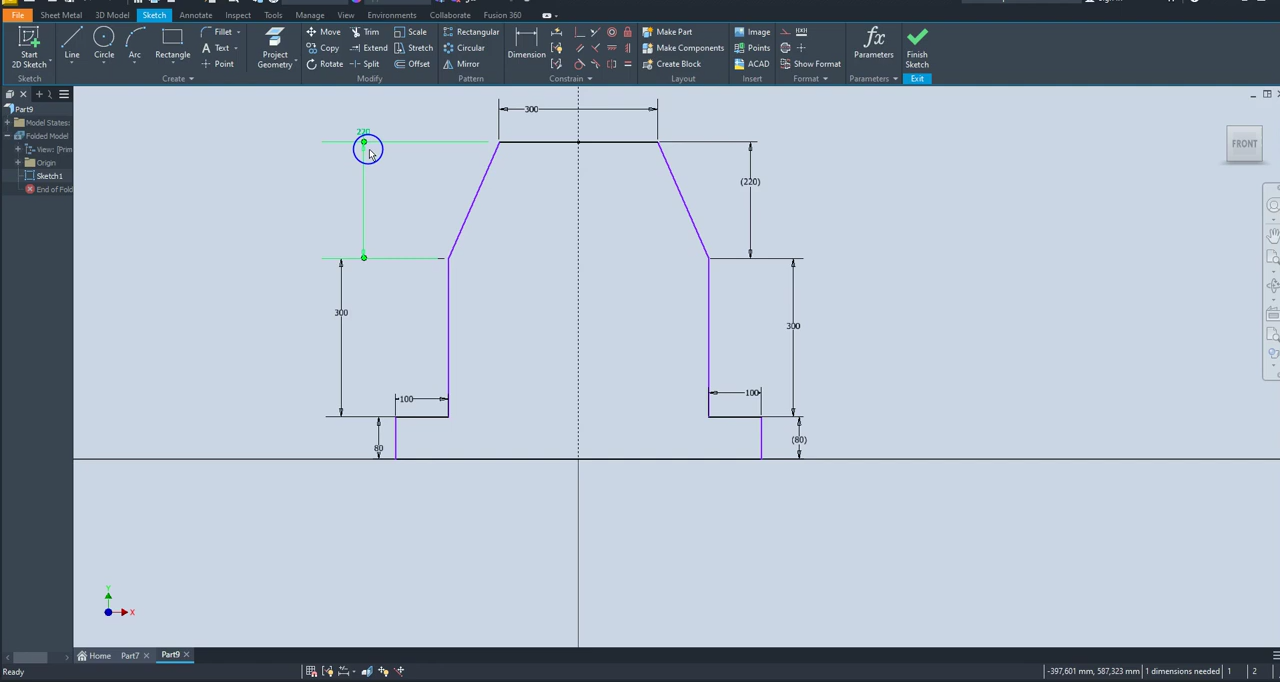 File Sheet Metal 3D Model Sketch Annotate Inspect Tools Manage View Environments Collaborate Fusion 360
Start
2D Sketch
Line
Circle
Arc
Rectangle
Fillet
Text
Point
Project
Geometry
Move
Copy
Rotate
Trim
Extend
Split
Scale
Stretch
Offset
Rectangular
Circular
Mirror
Dimension
Make Part
Make Components
Create Block
Image
Points
ACAD
Show Format
fx
Parameters
Finish
Sketch
Sketch
Create
Modify
Pattern
Constrain
Layout
Insert
Format
Parameters
Exit
Part9
Model States:
Folded Model
View: [Prim
Origin
Sketch1
End of Fold
300
220
(220)
300
300
100
100
80
(80)
FRONT
Y
X
Home
Part7
Part9
Ready
-397,601 mm, 587,323 mm
1 dimensions needed
1
2